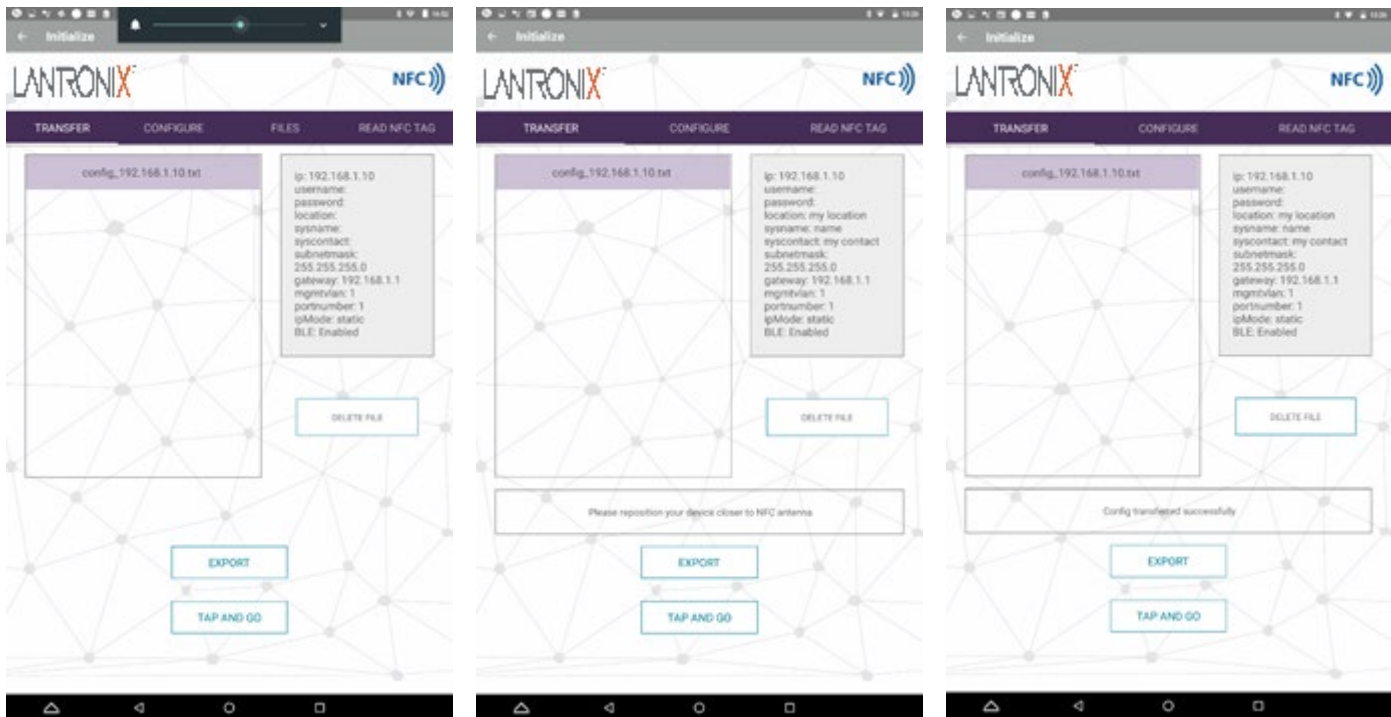 Initialize
LANTRONIX
NFC
TRANSFER CONFIGURE FILES READ NFC TAG
config_192.168.1.10.txt
ip: 192.168.1.10
username:
password:
location:
sysname:
syscontact:
subnetmask:
255.255.255.0
gateway: 192.168.1.1
mgmtvlan: 1
portnumber: 1
ipMode: static
BLE: Enabled
DELETE FILE
EXPORT
TAP AND GO
Initialize
LANTRONIX
NFC
TRANSFER CONFIGURE READ NFC TAG
config_192.168.1.10.txt
ip: 192.168.1.10
username:
password:
location: my location
sysname: name
syscontact: my contact
subnetmask:
255.255.255.0
gateway: 192.168.1.1
mgmtvlan: 1
portnumber: 1
ipMode: static
BLE: Enabled
DELETE FILE
Please reposition your device closer to NFC antenna
EXPORT
TAP AND GO
Initialize
LANTRONIX
NFC
TRANSFER CONFIGURE READ NFC TAG
config_192.168.1.10.txt
ip: 192.168.1.10
username:
password:
location: my location
sysname: name
syscontact: my contact
subnetmask:
255.255.255.0
gateway: 192.168.1.1
mgmtvlan: 1
portnumber: 1
ipMode: static
BLE: Enabled
DELETE FILE
Config transferred successfully
EXPORT
TAP AND GO